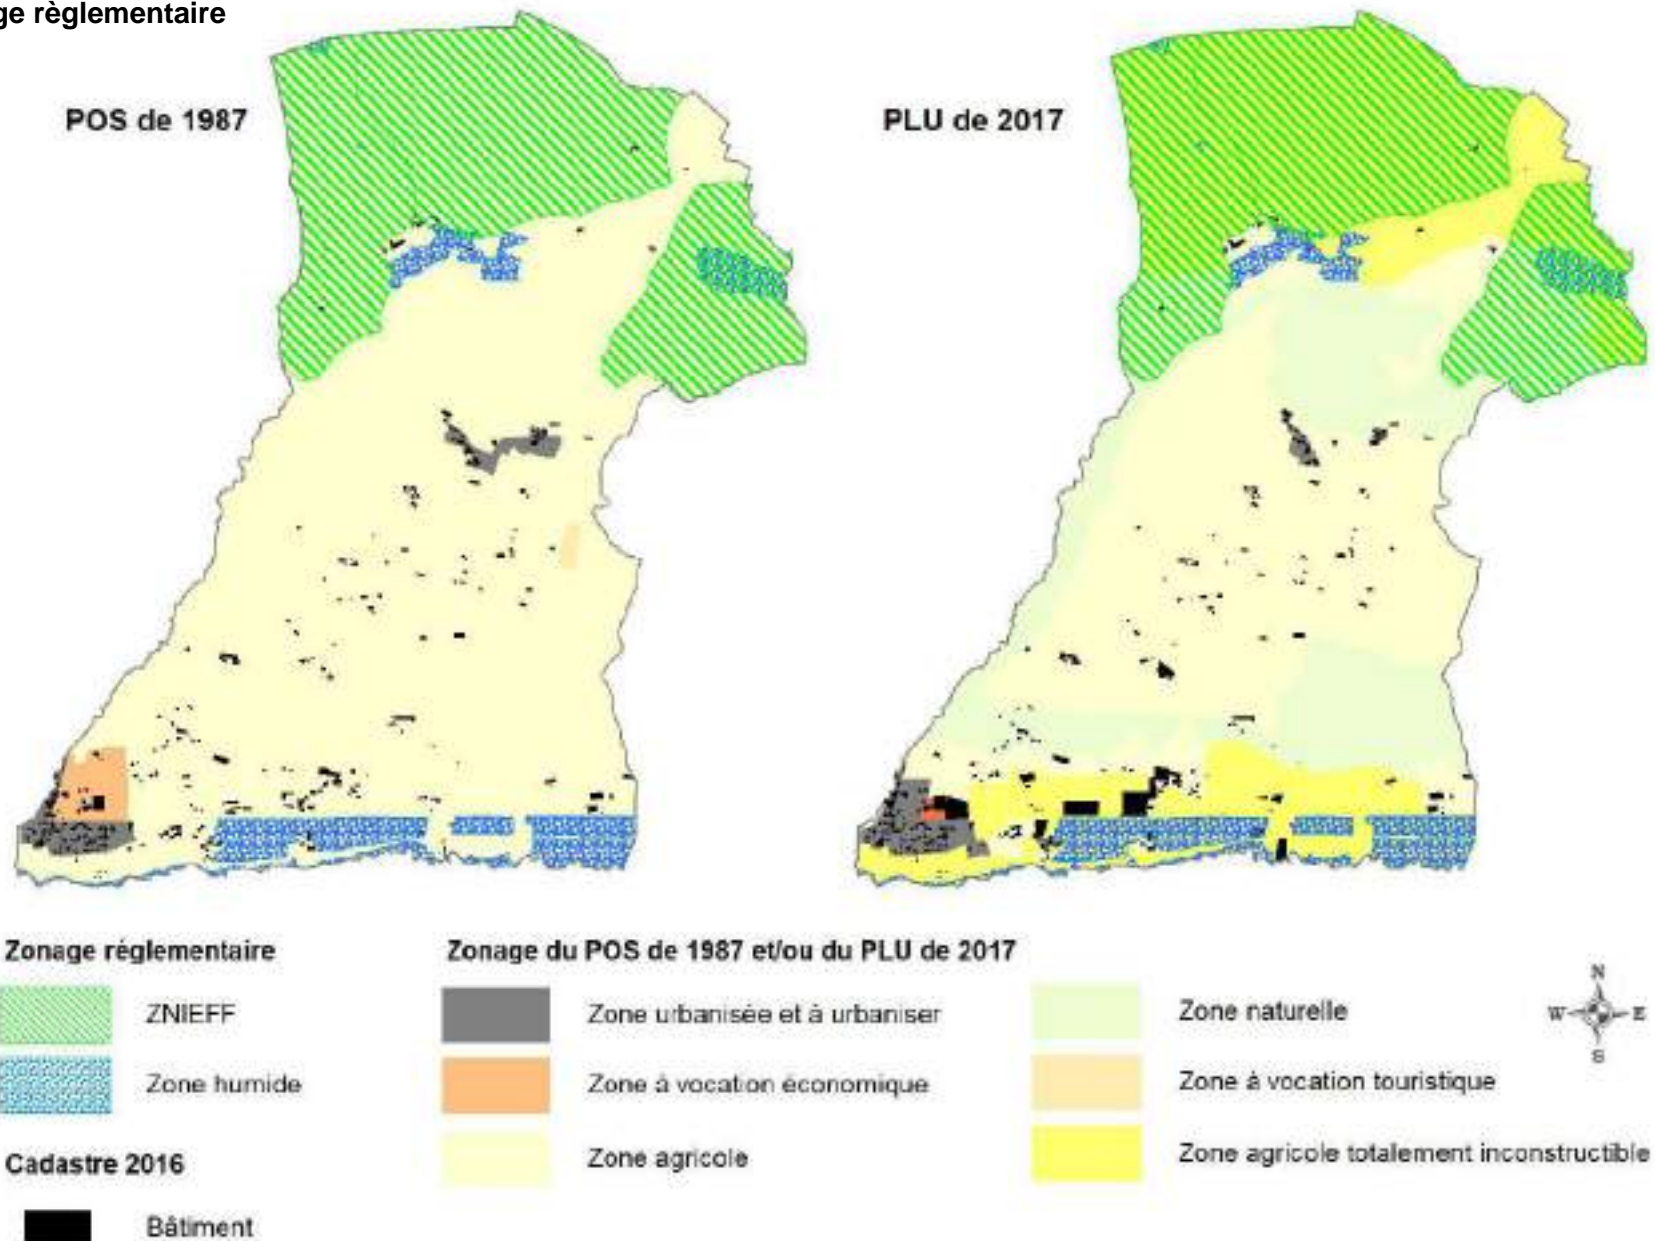 ge règlementaire
POS de 1987
PLU de 2017
Zonage réglementaire
ZNIEFF
Zone humide
Cadastre 2016
Bâtiment
Zonage du POS de 1987 et/ou du PLU de 2017
Zone urbanisée et à urbaniser
Zone à vocation économique
Zone agricole
Zone naturelle
Zone à vocation touristique
Zone agricole totalement inconstructible
N
W E
S